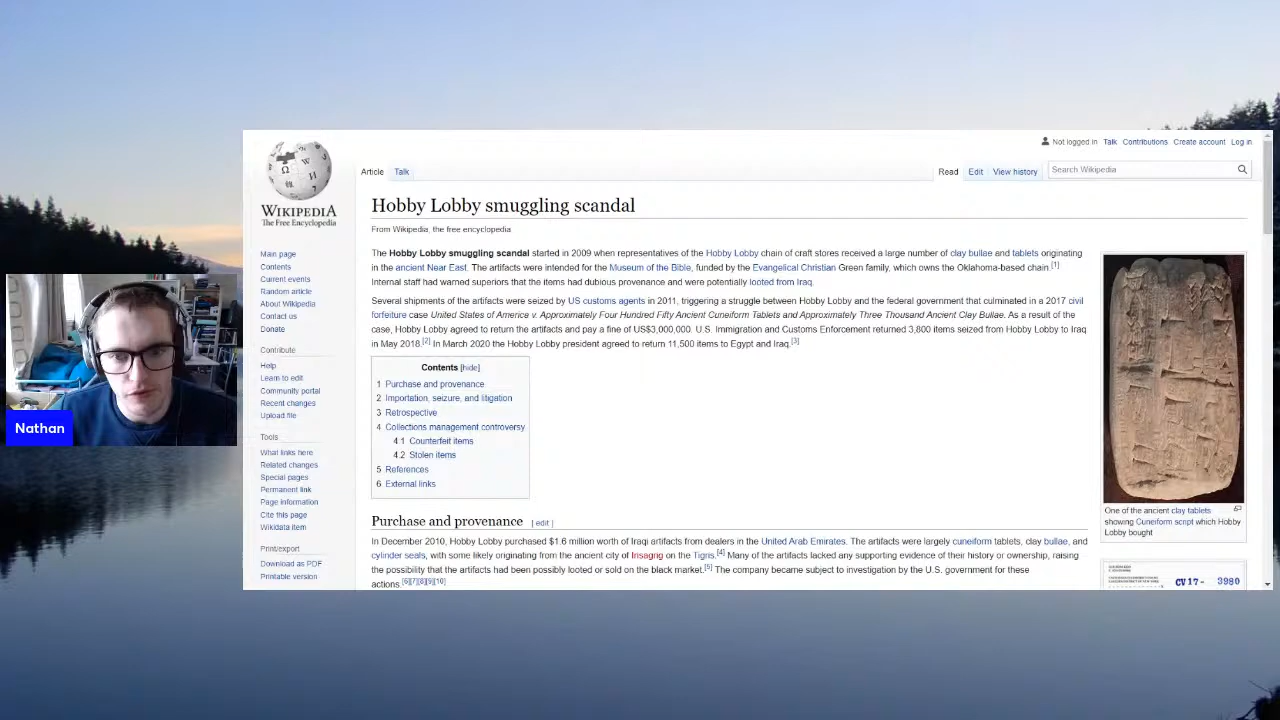 Not logged in Talk Contributions Create account Log in
Article Talk Read Edit View history Search Wikipedia
WIKIPEDIA
The Free Encyclopedia
Main page
Contents
Current events
Random article
About Wikipedia
Contact us
Donate
Contribute
Help
Learn to edit
Community portal
Recent changes
Upload file
Tools
What links here
Related changes
Special pages
Permanent link
Page information
Cite this page
Wikidata item
Print/export
Download as PDF
Printable version
Hobby Lobby smuggling scandal
From Wikipedia, the free encyclopedia
The Hobby Lobby smuggling scandal started in 2009 when representatives of the Hobby Lobby chain of craft stores received a large number of clay bullae and tablets originating
in the ancient Near East. The artifacts were intended for the Museum of the Bible, funded by the Evangelical Christian Green family, which owns the Oklahoma-based chain.[1]
Internal staff had warned superiors that the items had dubious provenance and were potentially looted from Iraq.
Several shipments of the artifacts were seized by US customs agents in 2011, triggering a struggle between Hobby Lobby and the federal government that culminated in a 2017 civil
forfeiture case United States of America v. Approximately Four Hundred Fifty Ancient Cuneiform Tablets and Approximately Three Thousand Ancient Clay Bullae. As a result of the
case, Hobby Lobby agreed to return the artifacts and pay a fine of US$3,000,000. U.S. Immigration and Customs Enforcement returned 3,800 items seized from Hobby Lobby to Iraq
in May 2018.[2] In March 2020 the Hobby Lobby president agreed to return 11,500 items to Egypt and Iraq.[3]
Contents [hide]
1 Purchase and provenance
2 Importation, seizure, and litigation
3 Retrospective
4 Collections management controversy
4.1 Counterfeit items
4.2 Stolen items
5 References
6 External links
Purchase and provenance [ edit ]
In December 2010, Hobby Lobby purchased $1.6 million worth of Iraqi artifacts from dealers in the United Arab Emirates. The artifacts were largely cuneiform tablets, clay bullae, and
cylinder seals, with some likely originating from the ancient city of Irisagrig on the Tigris.[4] Many of the artifacts lacked any supporting evidence of their history or ownership, raising
the possibility that the artifacts had been possibly looted or sold on the black market.[5] The company became subject to investigation by the U.S. government for these
actions.[6][7][8][9][10]
One of the ancient clay tablets
showing Cuneiform script which Hobby
Lobby bought
CV17- 3980
Nathan